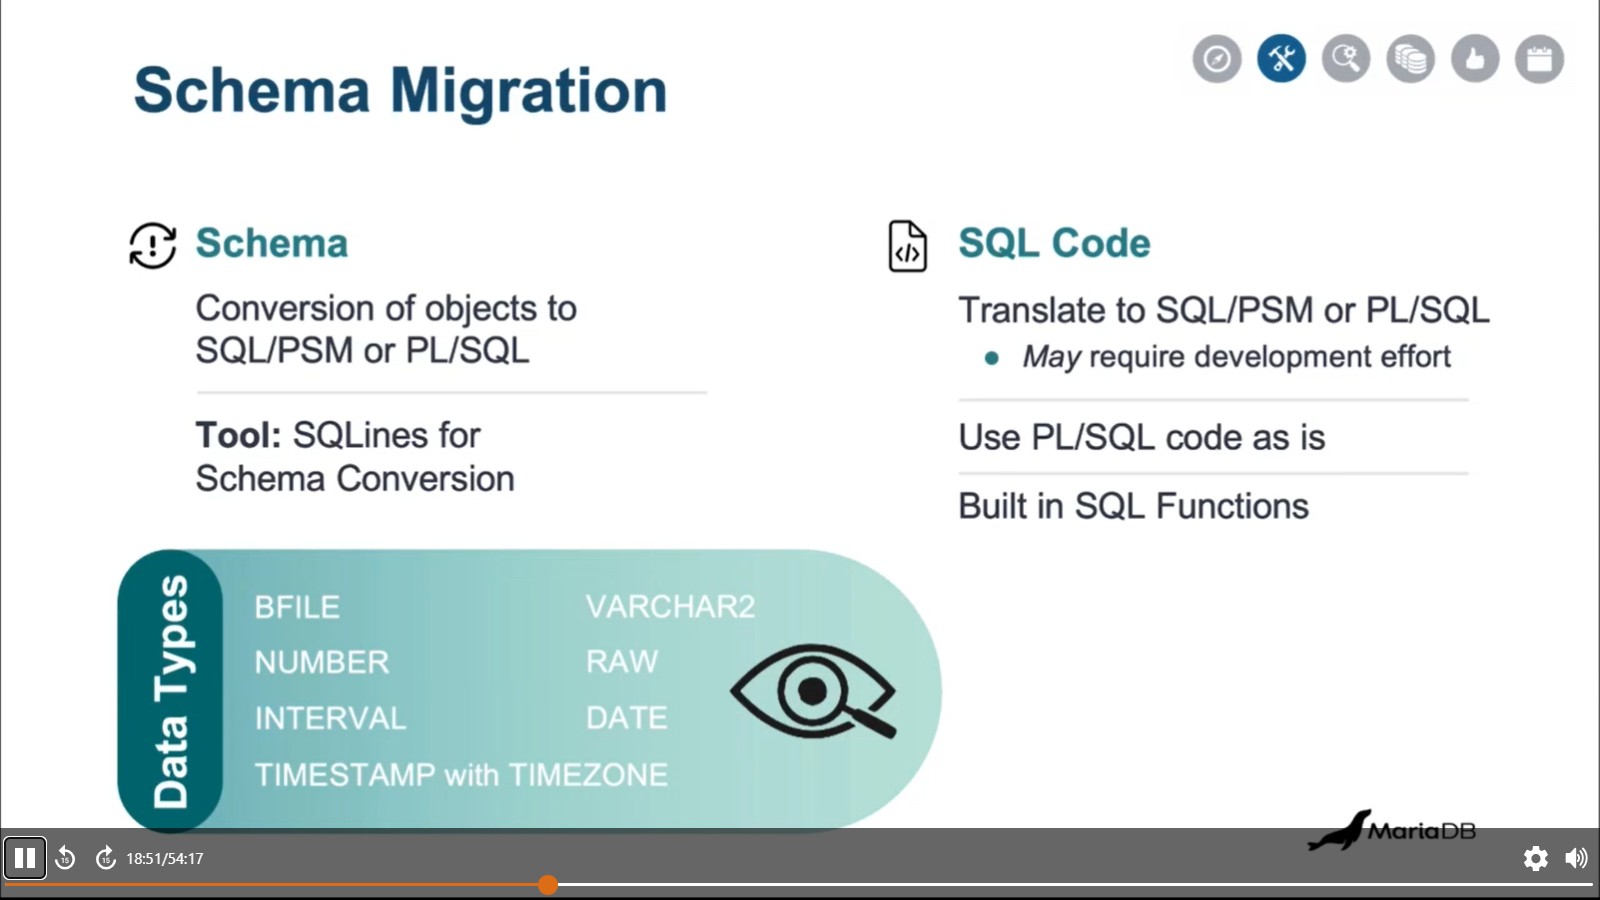 Schema Migration
Schema
Conversion of objects to
SQL/PSM or PL/SQL
Tool: SQLines for
Schema Conversion
SQL Code
Translate to SQL/PSM or PL/SQL
• May require development effort
Use PL/SQL code as is
Built in SQL Functions
Data Types
BFILE VARCHAR2
NUMBER RAW
INTERVAL DATE
TIMESTAMP with TIMEZONE
MariaDB
15 15 18:51/54:17